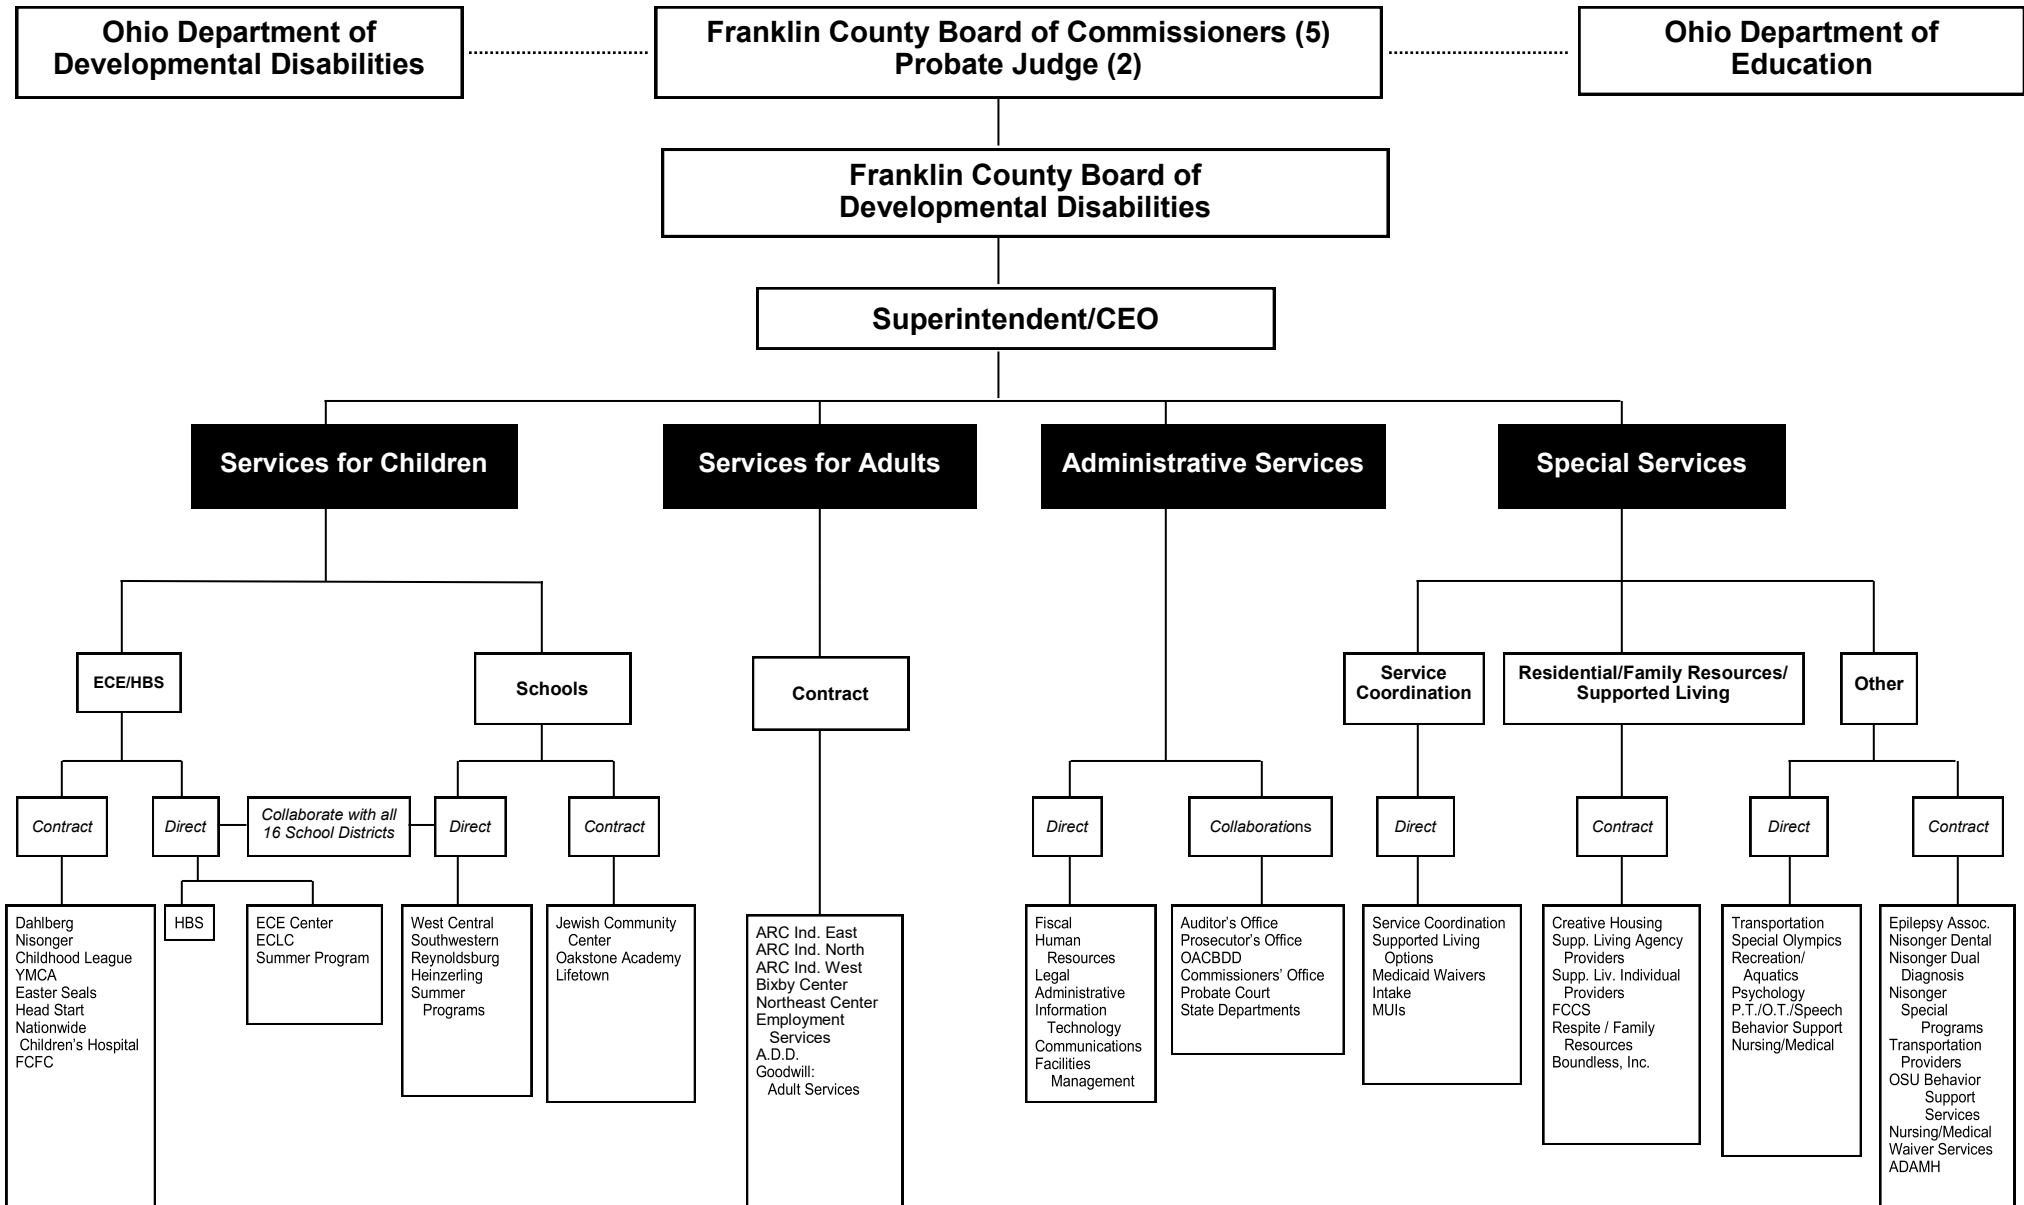 Ohio Department of
Developmental Disabilities
Franklin County Board of Commissioners (5)
Probate Judge (2)
Ohio Department of
Education
Franklin County Board of
Developmental Disabilities
Superintendent/CEO
Services for Children
Services for Adults
Administrative Services
Special Services
ECE/HBS
Schools
Contract
Service
Coordination
Residential/Family Resources/
Supported Living
Other
Contract
Direct
Collaborate with all
16 School Districts
Direct
Contract
Direct
Collaborations
Direct
Contract
Direct
Contract
Dahlberg
Nisonger
Childhood League
YMCA
Easter Seals
Head Start
Nationwide
Children's Hospital
FCFC
HBS
ECE Center
ECLC
Summer Program
West Central
Southwestern
Reynoldsburg
Heinzerling
Summer
Programs
Jewish Community
Center
Oakstone Academy
Lifetown
ARC Ind. East
ARC Ind. North
ARC Ind. West
Bixby Center
Northeast Center
Employment
Services
A.D.D.
Goodwill:
Adult Services
Fiscal
Human
Resources
Legal
Administrative
Information
Technology
Communications
Facilities
Management
Auditor's Office
Prosecutor's Office
OACBDD
Commissioners' Office
Probate Court
State Departments
Service Coordination
Supported Living
Options
Medicaid Waivers
Intake
MUIs
Creative Housing
Supp. Living Agency
Providers
Supp. Liv. Individual
Providers
FCCS
Respite / Family
Resources
Boundless, Inc.
Transportation
Special Olympics
Recreation/
Aquatics
Psychology
P.T./O.T./Speech
Behavior Support
Nursing/Medical
Epilepsy Assoc.
Nisonger Dental
Nisonger Dual
Diagnosis
Nisonger
Special
Programs
Transportation
Providers
OSU Behavior
Support
Services
Nursing/Medical
Waiver Services
ADAMH